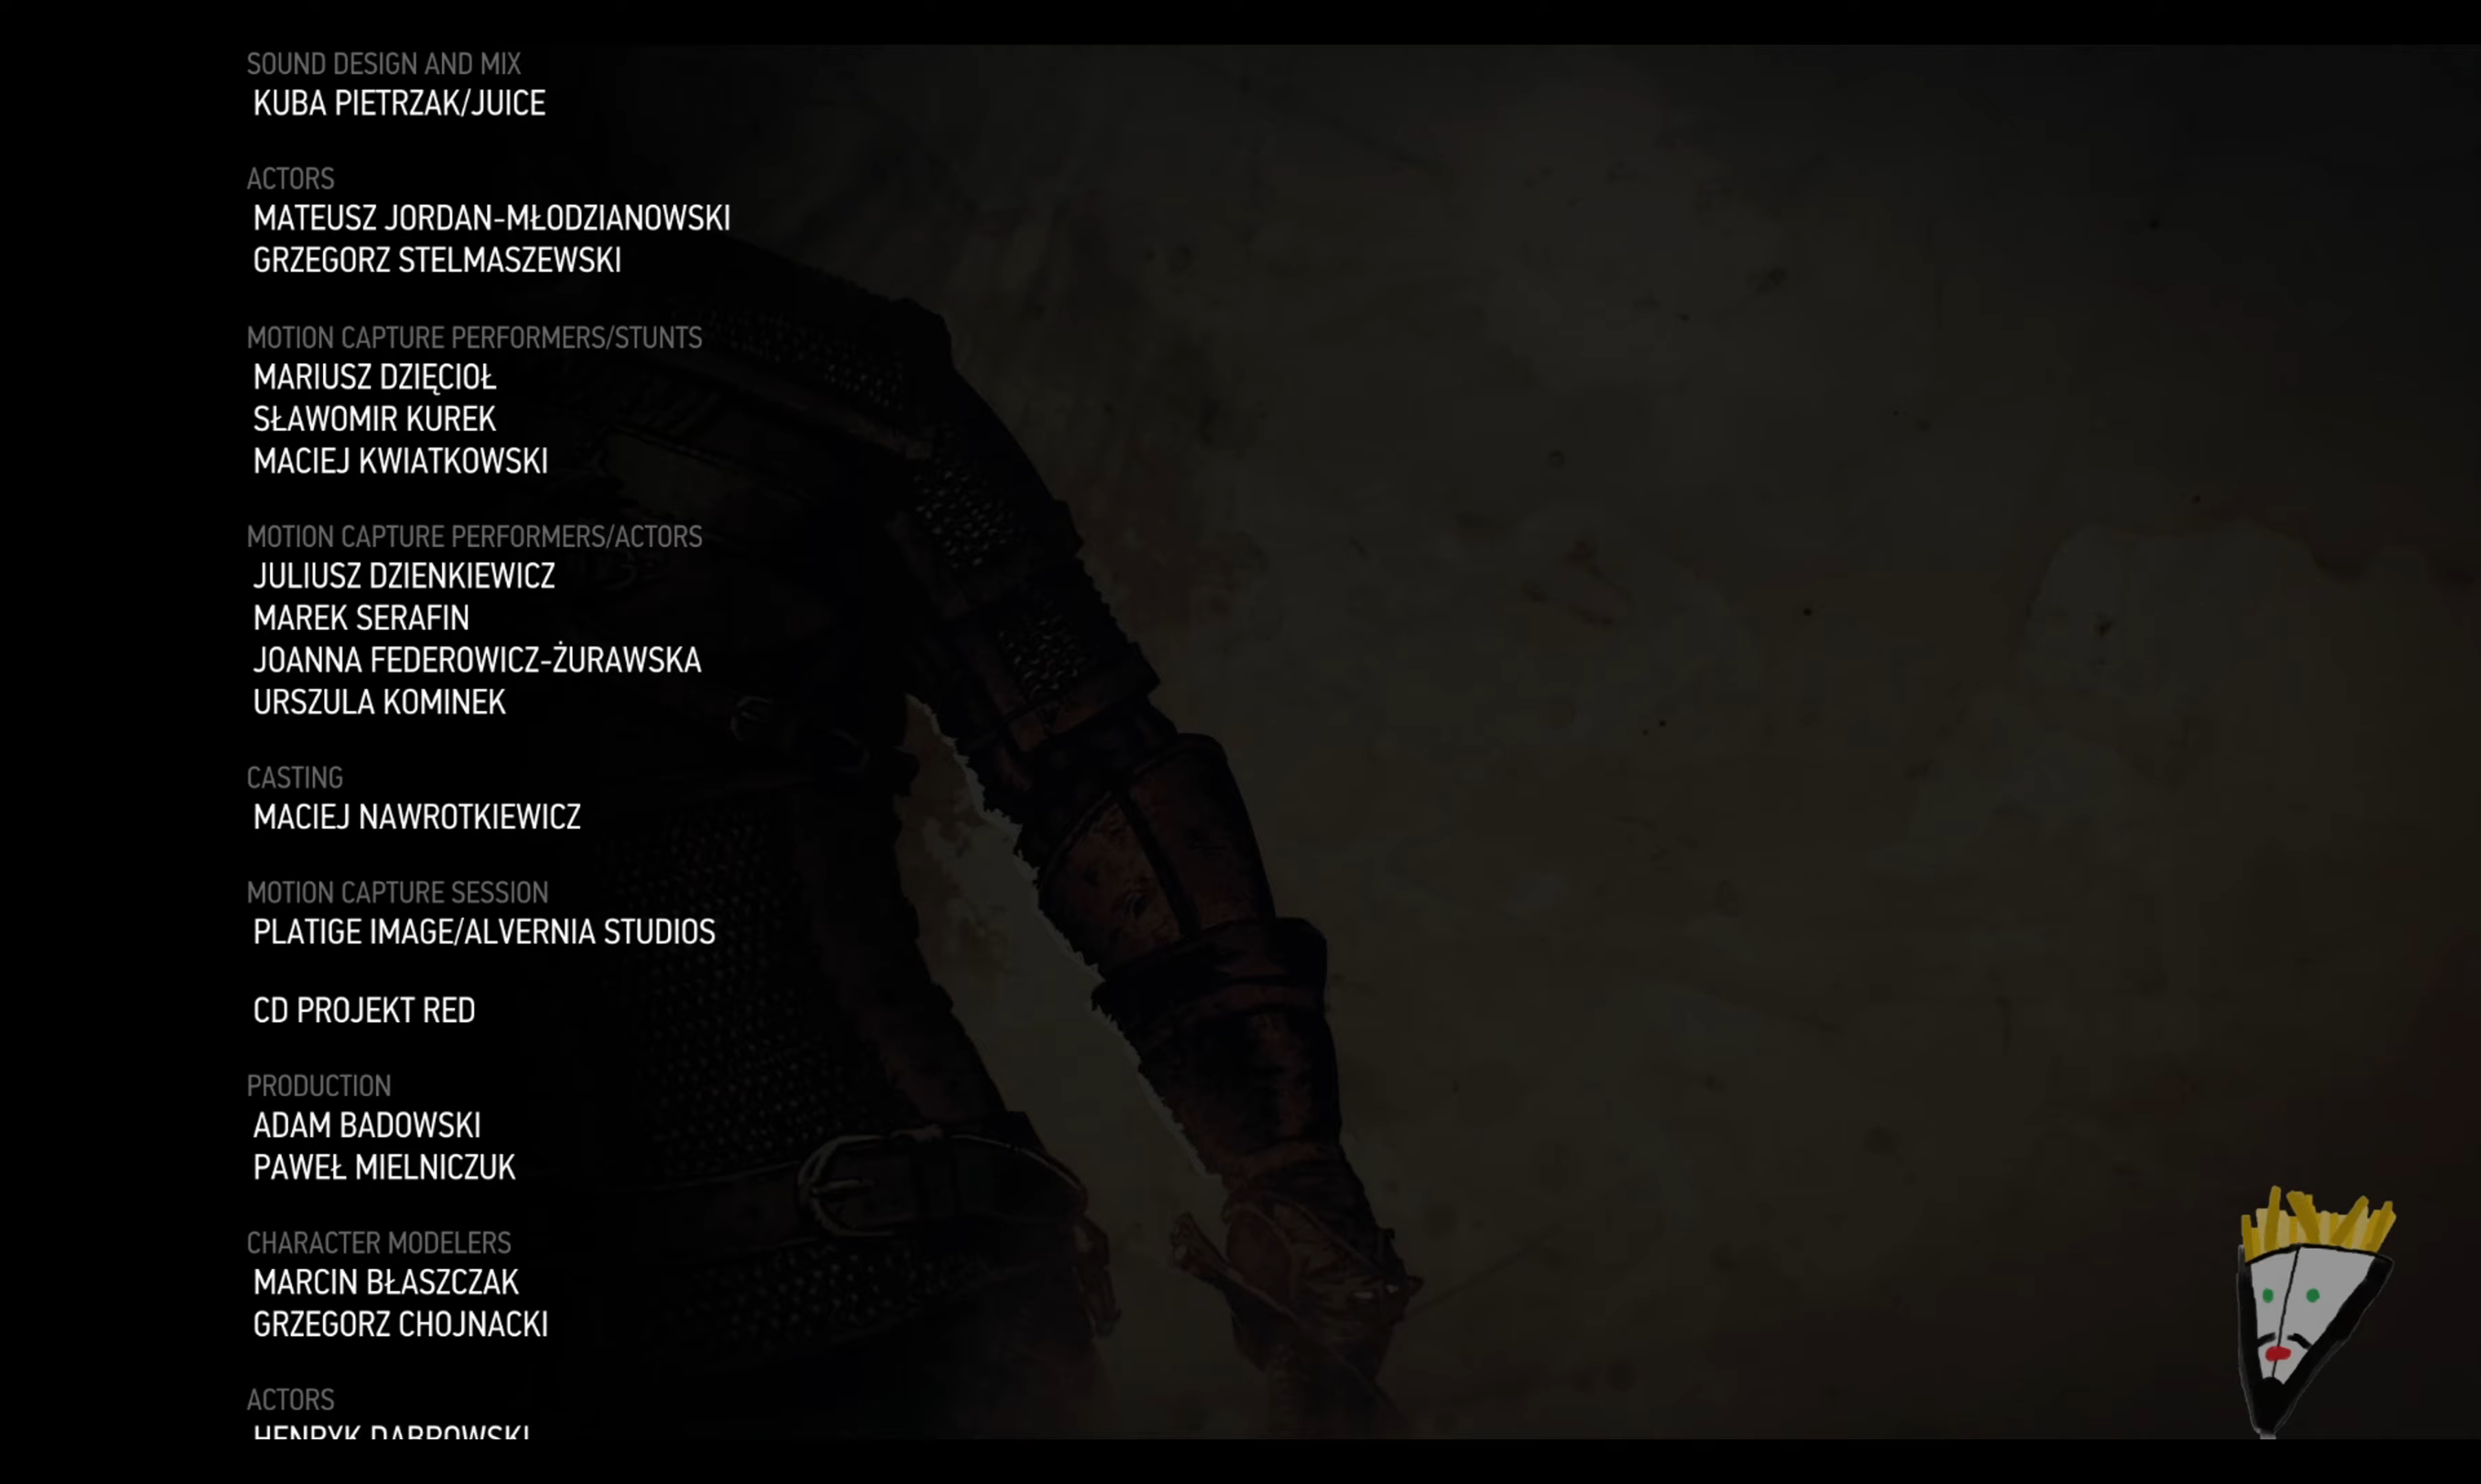 SOUND DESIGN AND MIX
KUBA PIETRZAK/JUICE
ACTORS
MATEUSZ JORDAN-MŁODZIANOWSKI
GRZEGORZ STELMASZEWSKI
MOTION CAPTURE PERFORMERS/STUNTS
MARIUSZ DZIĘCIOŁ
SŁAWOMIR KUREK
MACIEJ KWIATKOWSKI
MOTION CAPTURE PERFORMERS/ACTORS
JULIUSZ DZIENKIEWICZ
MAREK SERAFIN
JOANNA FEDEROWICZ-ŻURAWSKA
URSZULA KOMINEK
CASTING
MACIEJ NAWROTKIEWICZ
MOTION CAPTURE SESSION
PLATIGE IMAGE/ALVERNIA STUDIOS
CD PROJEKT RED
PRODUCTION
ADAM BADOWSKI
PAWEŁ MIELNICZUK
CHARACTER MODELERS
MARCIN BŁASZCZAK
GRZEGORZ CHOJNACKI
ACTORS
HENRYK